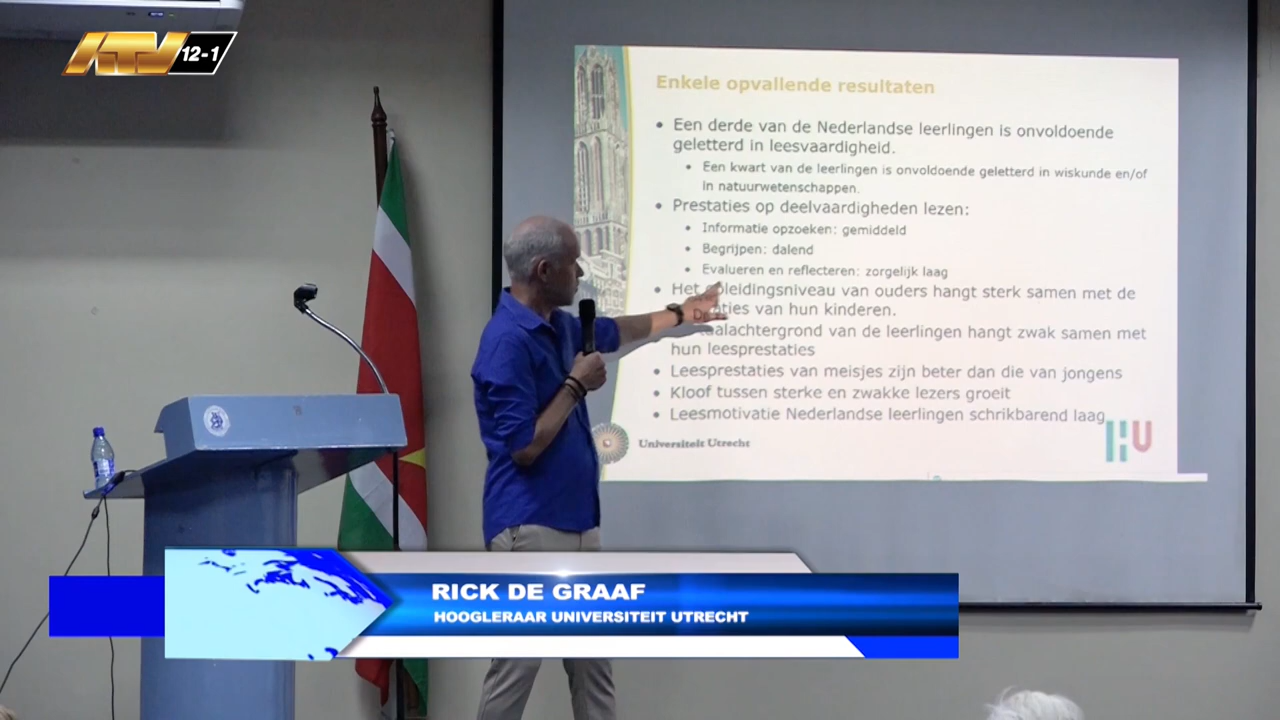 ATV 12-1
Enkele opvallende resultaten
• Een derde van de Nederlandse leerlingen is onvoldoende
geletterd in leesvaardigheid.
• Een kwart van de leerlingen is onvoldoende geletterd in wiskunde en/of
in natuurwetenschappen.
• Prestaties op deelvaardigheden lezen:
• Informatie opzoeken: gemiddeld
• Begrijpen: dalend
• Evalueren en reflecteren: zorgelijk laag
• Het opleidingsniveau van ouders hangt sterk samen met de
van hun kinderen.
van de leerlingen hangt zwak samen met
hun leesprestaties
• Leesprestaties van meisjes zijn beter dan die van jongens
• Kloof tussen sterke en zwakke lezers groeit
• Leesmotivatie Nederlandse leerlingen schrikbarend laag
Universiteit Utrecht
HU
RICK DE GRAAF
HOOGLERAAR UNIVERSITEIT UTRECHT